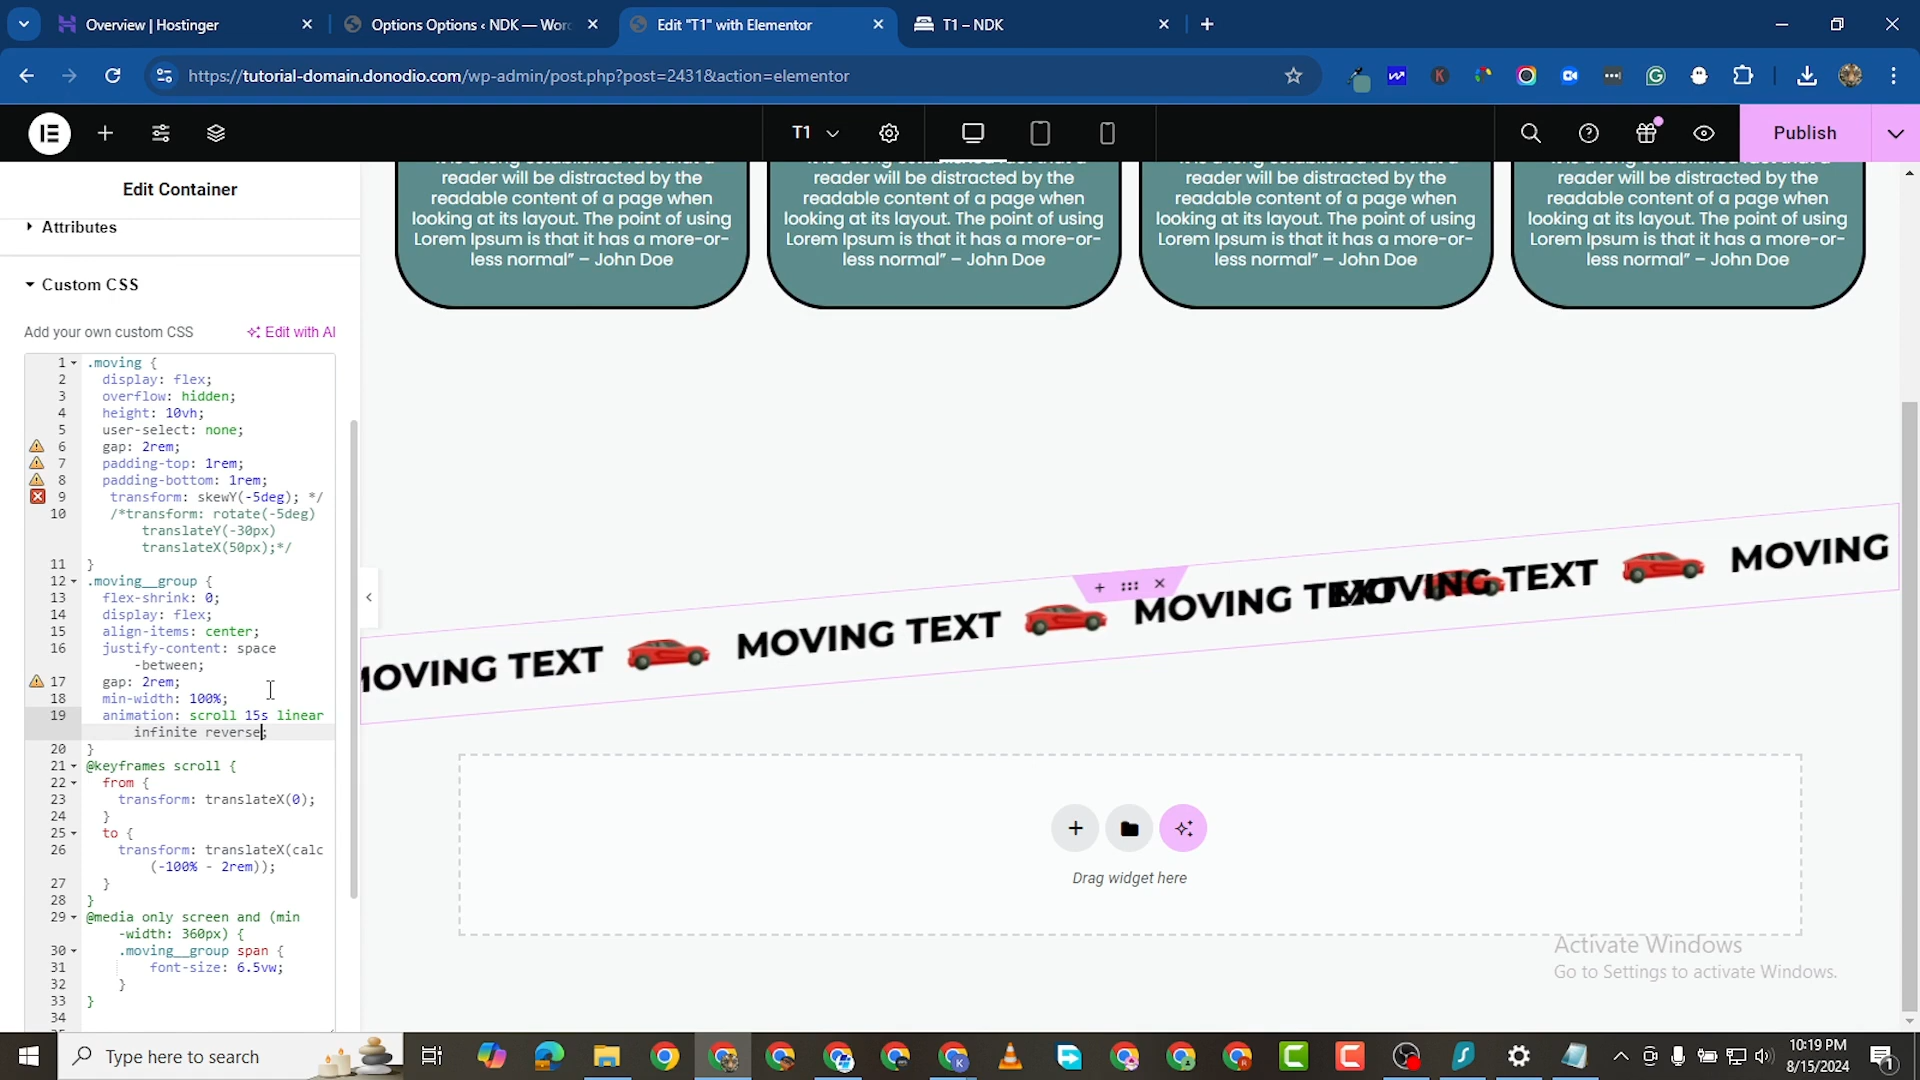 Overview | Hostinger
Options Options ‹ NDK — Wor
Edit "T1" with Elementor
T1 – NDK
https://tutorial-domain.donodio.com/wp-admin/post.php?post=2431&action=elementor
T1
Publish
Edit Container
Attributes
Custom CSS
Add your own custom CSS
Edit with AI
1 .moving {
2 display: flex;
3 overflow: hidden;
4 height: 10vh;
5 user-select: none;
6 gap: 2rem;
7 padding-top: 1rem;
8 padding-bottom: 1rem;
9 transform: skewY(-5deg); */
10 /*transform: rotate(-5deg)
translateY(-30px)
translateX(50px);*/
11 }
12 .moving__group {
13 flex-shrink: 0;
14 display: flex;
15 align-items: center;
16 justify-content: space
-between;
17 gap: 2rem;
18 min-width: 100%;
19 animation: scroll 15s linear
infinite reverse;
20 }
21 @keyframes scroll {
22 from {
23 transform: translateX(0);
24 }
25 to {
26 transform: translateX(calc
(-100% - 2rem));
27 }
28 }
29 @media only screen and (min
-width: 360px) {
30 .moving__group span {
31 font-size: 6.5vw;
32 }
33 }
34
reader will be distracted by the
readable content of a page when
looking at its layout. The point of using
Lorem Ipsum is that it has a more-or-
less normal” – John Doe
reader will be distracted by the
readable content of a page when
looking at its layout. The point of using
Lorem Ipsum is that it has a more-or-
less normal” – John Doe
reader will be distracted by the
readable content of a page when
looking at its layout. The point of using
Lorem Ipsum is that it has a more-or-
less normal” – John Doe
reader will be distracted by the
readable content of a page when
looking at its layout. The point of using
Lorem Ipsum is that it has a more-or-
less normal” – John Doe
MOVING TEXT MOVING TEXT MOVING TEXT MOVING TEXT MOVING
Drag widget here
Activate Windows
Go to Settings to activate Windows.
Type here to search
10:19 PM
8/15/2024
1